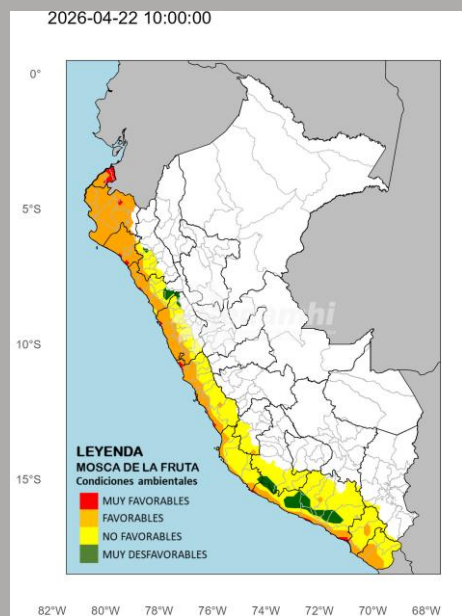 2026-04-22 10:00:00
0°
5°S
10°S
15°S
senamhi
LEYENDA
MOSCA DE LA FRUTA
Condiciones ambientales
MUY FAVORABLES
FAVORABLES
NO FAVORABLES
MUY DESFAVORABLES
82°W 80°W 78°W 76°W 74°W 72°W 70°W 68°W